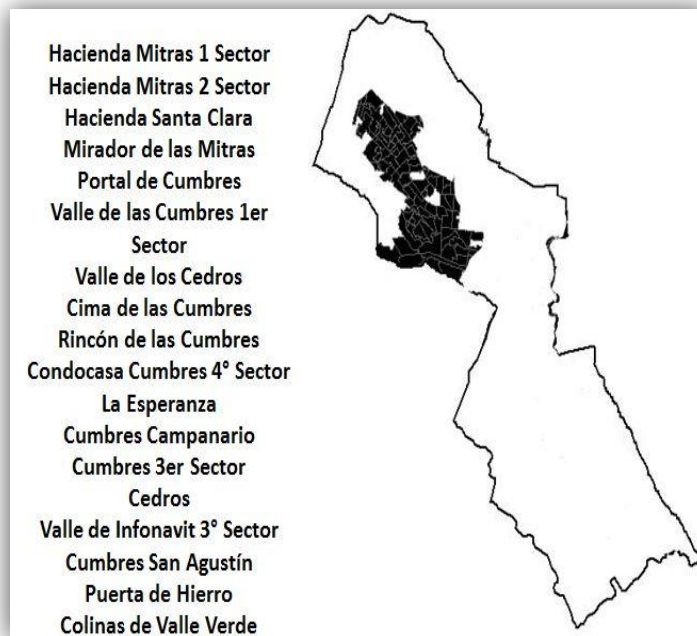 Hacienda Mitras 1 Sector
Hacienda Mitras 2 Sector
Hacienda Santa Clara
Mirador de las Mitras
Portal de Cumbres
Valle de las Cumbres 1er
Sector
Valle de los Cedros
Cima de las Cumbres
Rincón de las Cumbres
Condocasa Cumbres 4° Sector
La Esperanza
Cumbres Campanario
Cumbres 3er Sector
Cedros
Valle de Infonavit 3° Sector
Cumbres San Agustín
Puerta de Hierro
Colinas de Valle Verde